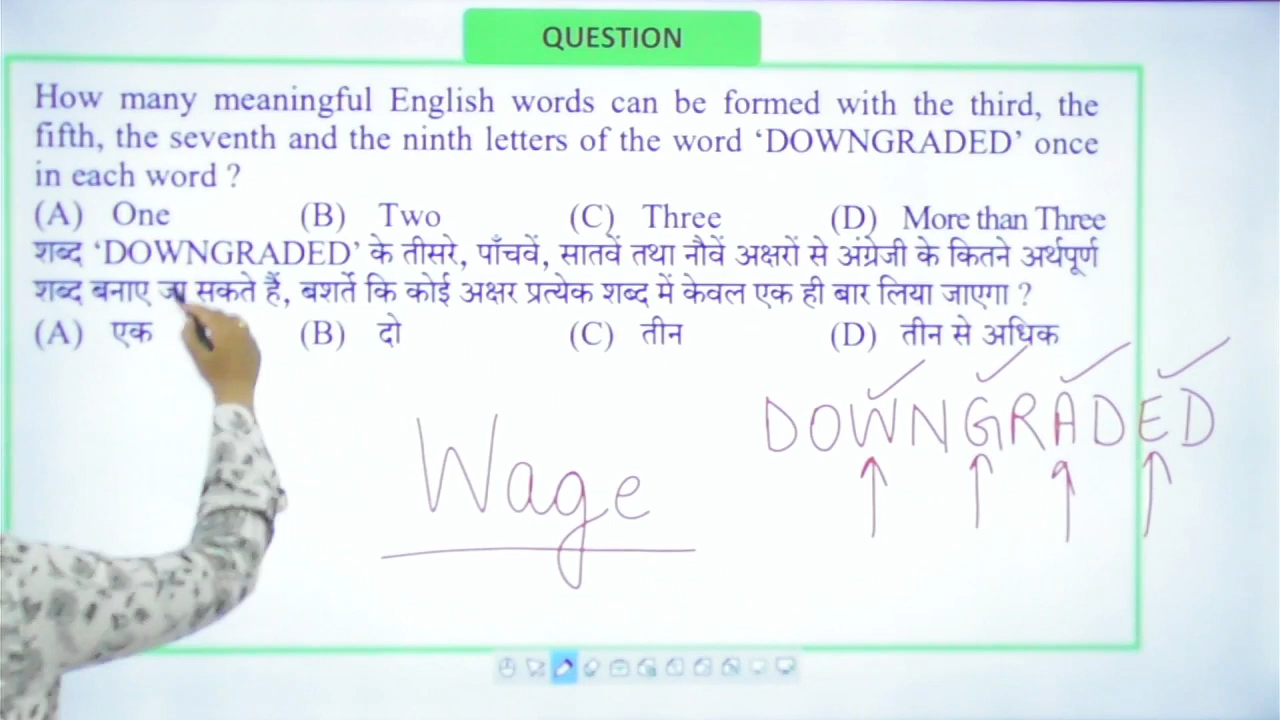 QUESTION
How many meaningful English words can be formed with the third, the
fifth, the seventh and the ninth letters of the word ‘DOWNGRADED’ once
in each word ?
(A) One (B) Two (C) Three (D) More than Three
शब्द ‘DOWNGRADED’ के तीसरे, पाँचवें, सातवें तथा नौवें अक्षरों से अंग्रेजी के कितने अर्थपूर्ण
शब्द बनाए जा सकते हैं, बशर्ते कि कोई अक्षर प्रत्येक शब्द में केवल एक ही बार लिया जाएगा ?
(A) एक (B) दो (C) तीन (D) तीन से अधिक
DOWNGRADED
Wage